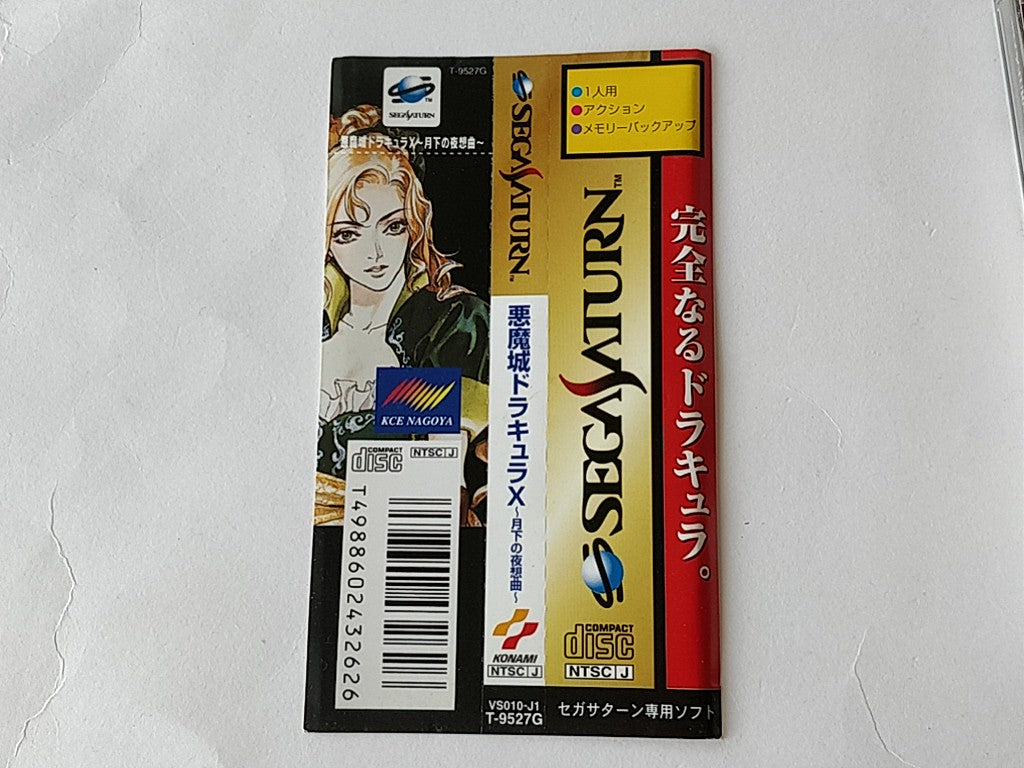 T-9527G
SEGA SATURN™
悪魔城ドラキュラX～月下の夜想曲～
KCE NAGOYA
COMPACT
disc
NTSC J
T4988602432626
SEGA SATURN™
悪魔城ドラキュラX～月下の夜想曲～
KONAMI
NTSC J
VS010-J1
T-9527G
1人用
アクション
メモリーバックアップ
SEGA SATURN™
COMPACT
disc
NTSC J
完全なるドラキュラ。
セガサターン専用ソフト